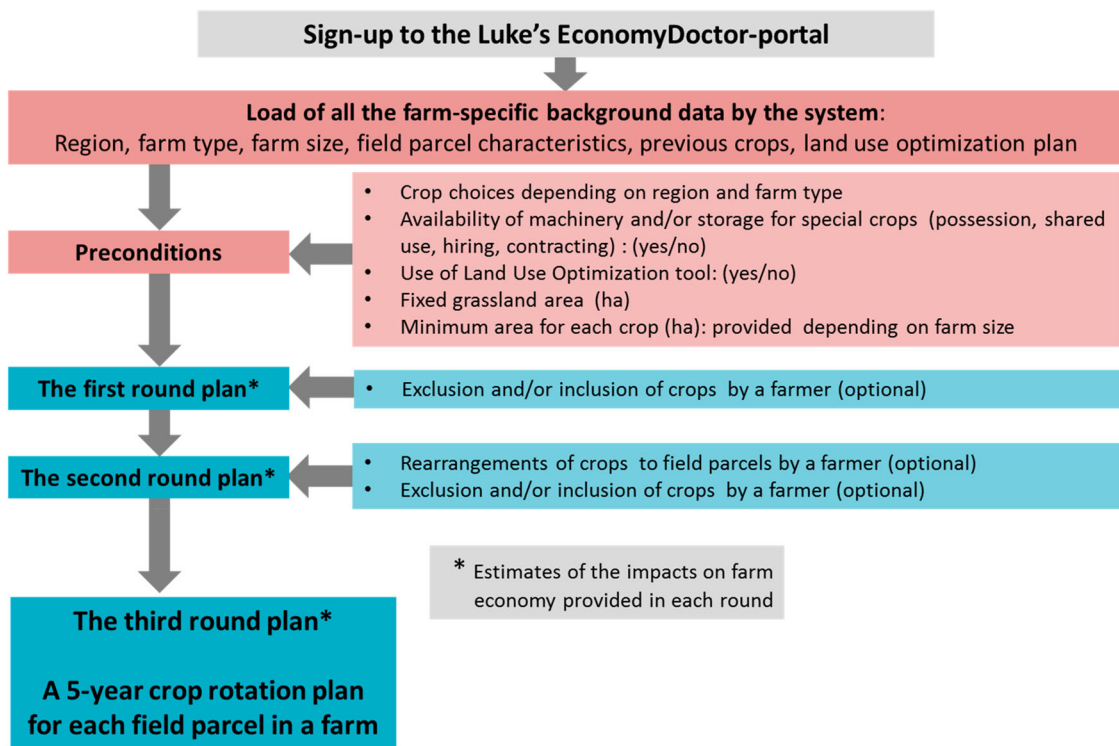 Sign-up to the Luke's EconomyDoctor-portal
Load of all the farm-specific background data by the system:
Region, farm type, farm size, field parcel characteristics, previous crops, land use optimization plan
Preconditions
• Crop choices depending on region and farm type
• Availability of machinery and/or storage for special crops (possession, shared
use, hiring, contracting) : (yes/no)
• Use of Land Use Optimization tool: (yes/no)
• Fixed grassland area (ha)
• Minimum area for each crop (ha): provided depending on farm size
The first round plan*
• Exclusion and/or inclusion of crops by a farmer (optional)
The second round plan*
• Rearrangements of crops to field parcels by a farmer (optional)
• Exclusion and/or inclusion of crops by a farmer (optional)
* Estimates of the impacts on farm
economy provided in each round
The third round plan*
A 5-year crop rotation plan
for each field parcel in a farm